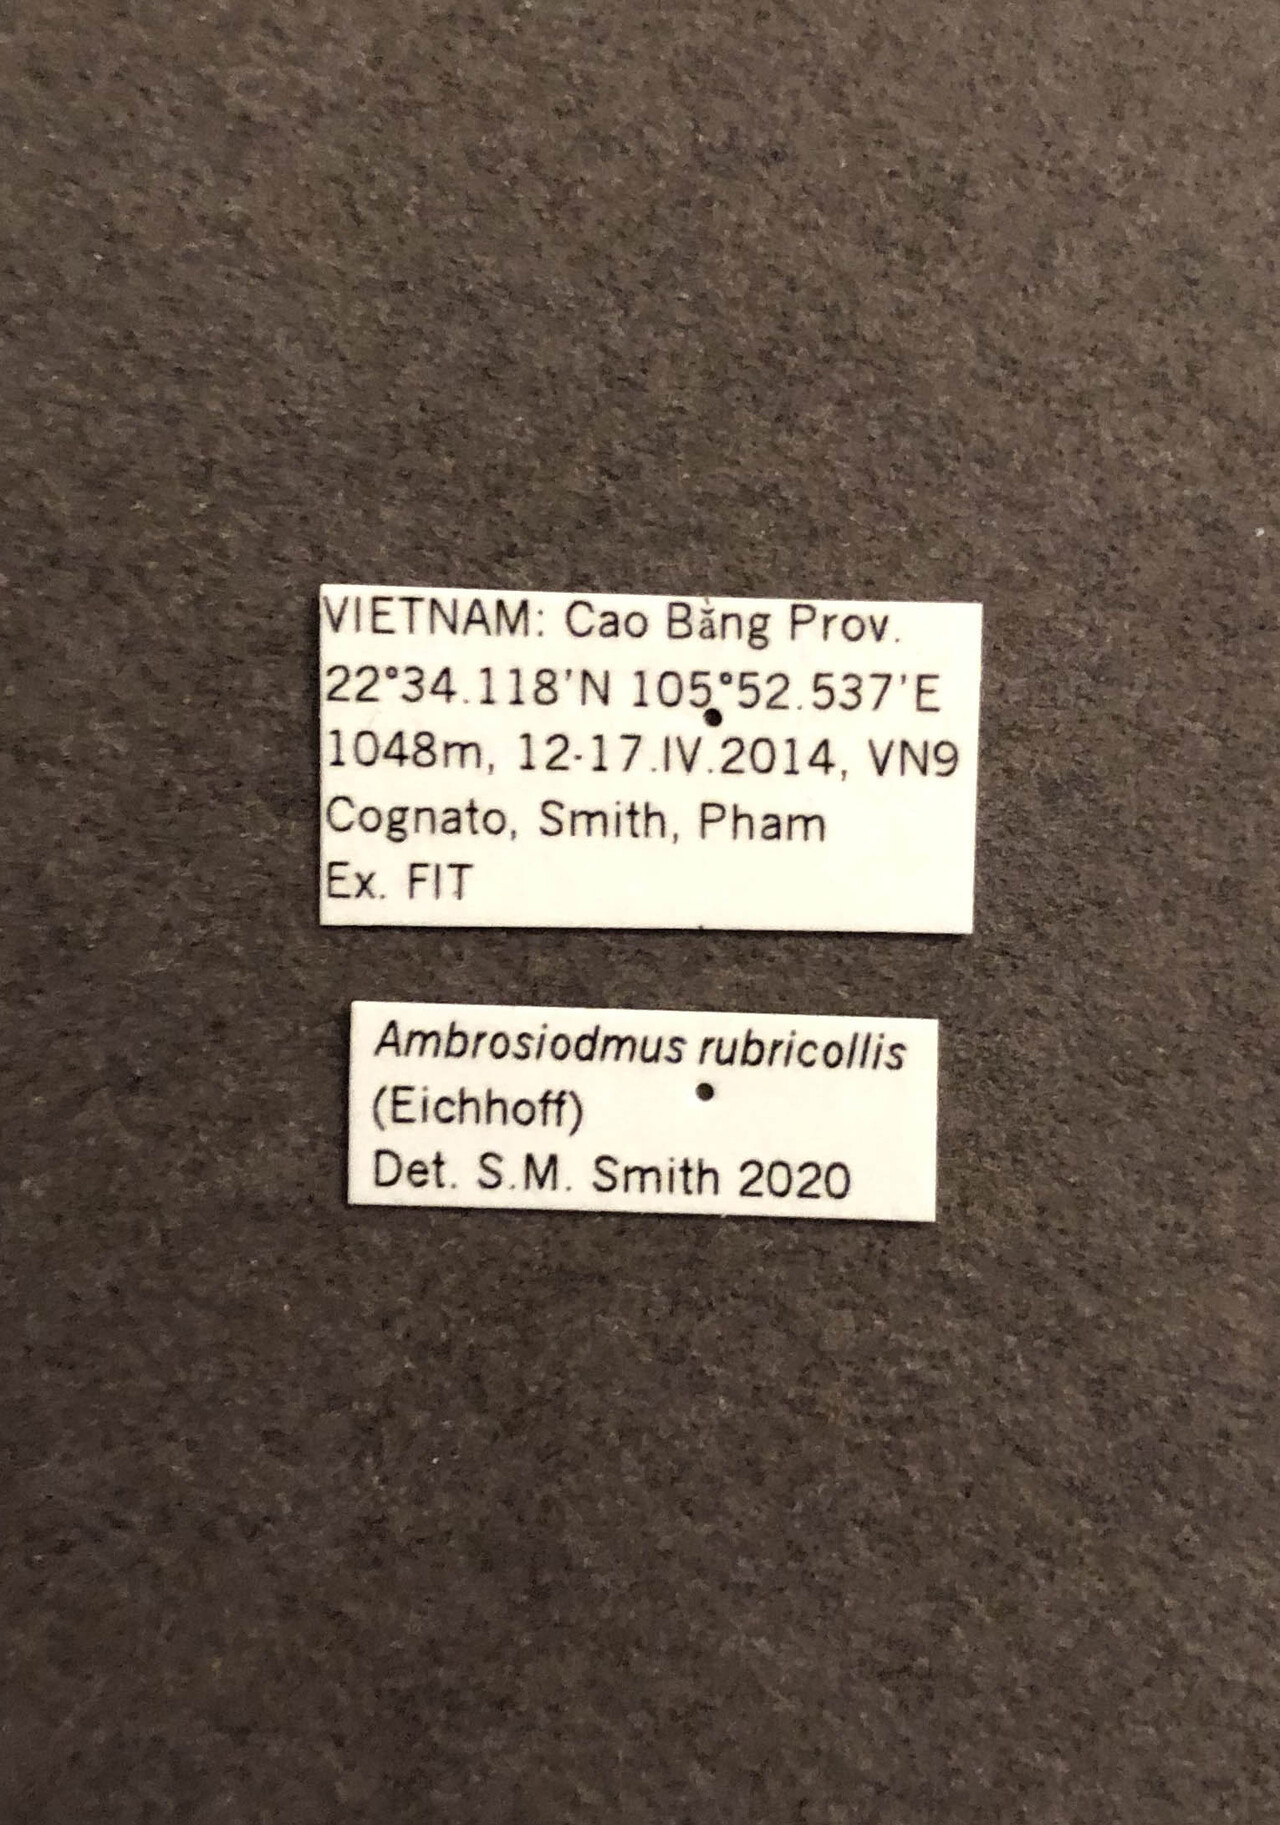 VIETNAM: Cao Bằng Prov.
22°34.118'N 105°52.537'E
1048m, 12-17.IV.2014, VN9
Cognato, Smith, Pham
Ex. FIT
Ambrosiodmus rubricollis
(Eichhoff)
Det. S.M. Smith 2020